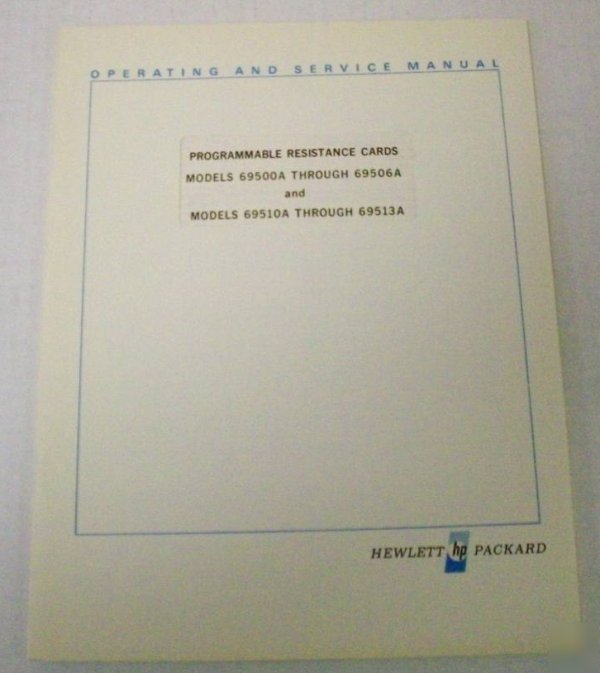 OPERATING AND SERVICE MANUAL
PROGRAMMABLE RESISTANCE CARDS
MODELS 69500A THROUGH 69506A
and
MODELS 69510A THROUGH 69513A
HEWLETT hp PACKARD